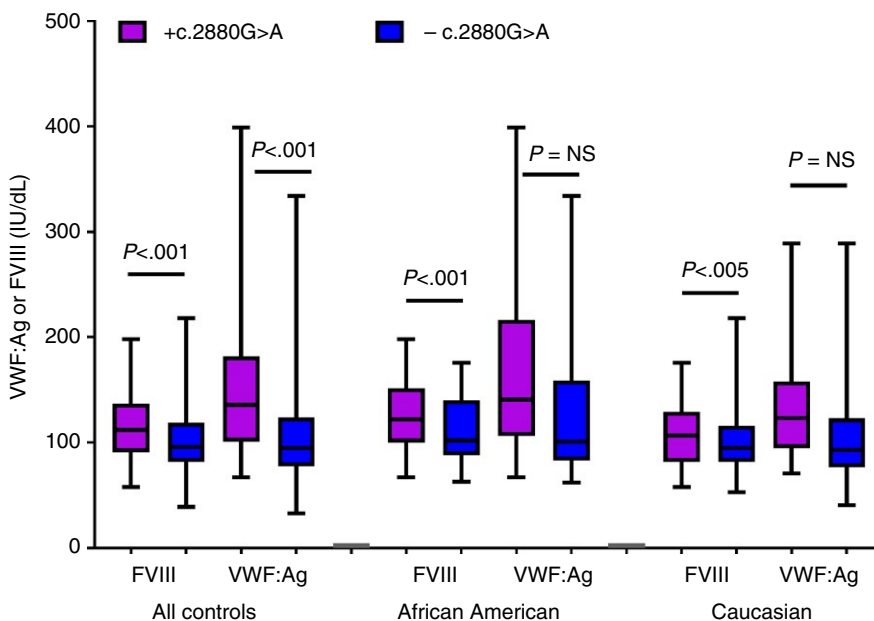 500
400
300
200
100
0
VWF:Ag or FVIII (IU/dL)
+c.2880G>A
– c.2880G>A
P<.001
P<.001
P<.001
P = NS
P<.005
P = NS
FVIII VWF:Ag FVIII VWF:Ag FVIII VWF:Ag
All controls African American Caucasian